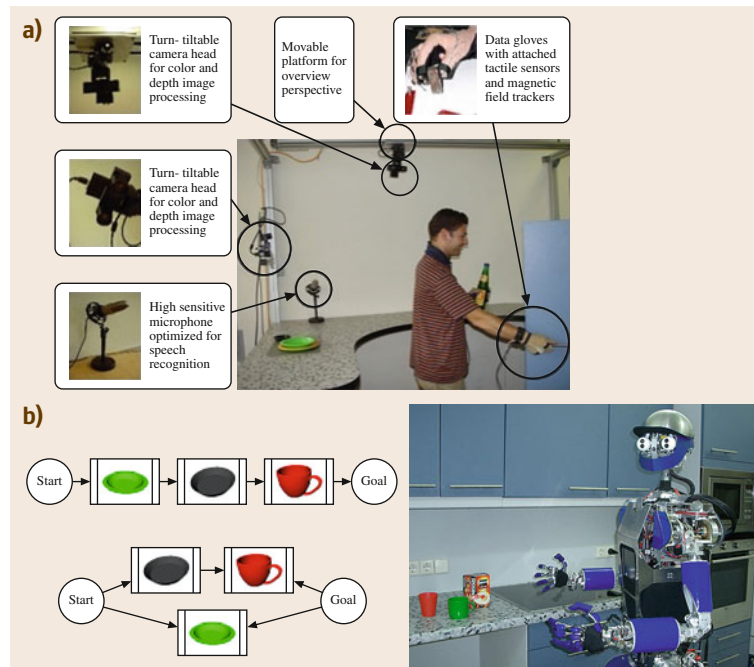 a)
Turn- tiltable
camera head
for color and
depth image
processing
Movable
platform for
overview
perspective
Data gloves
with attached
tactile sensors
and magnetic
field trackers
Turn- tiltable
camera head
for color and
depth image
processing
High sensitive
microphone
optimized for
speech
recognition
b)
Start
Goal
Start
Goal